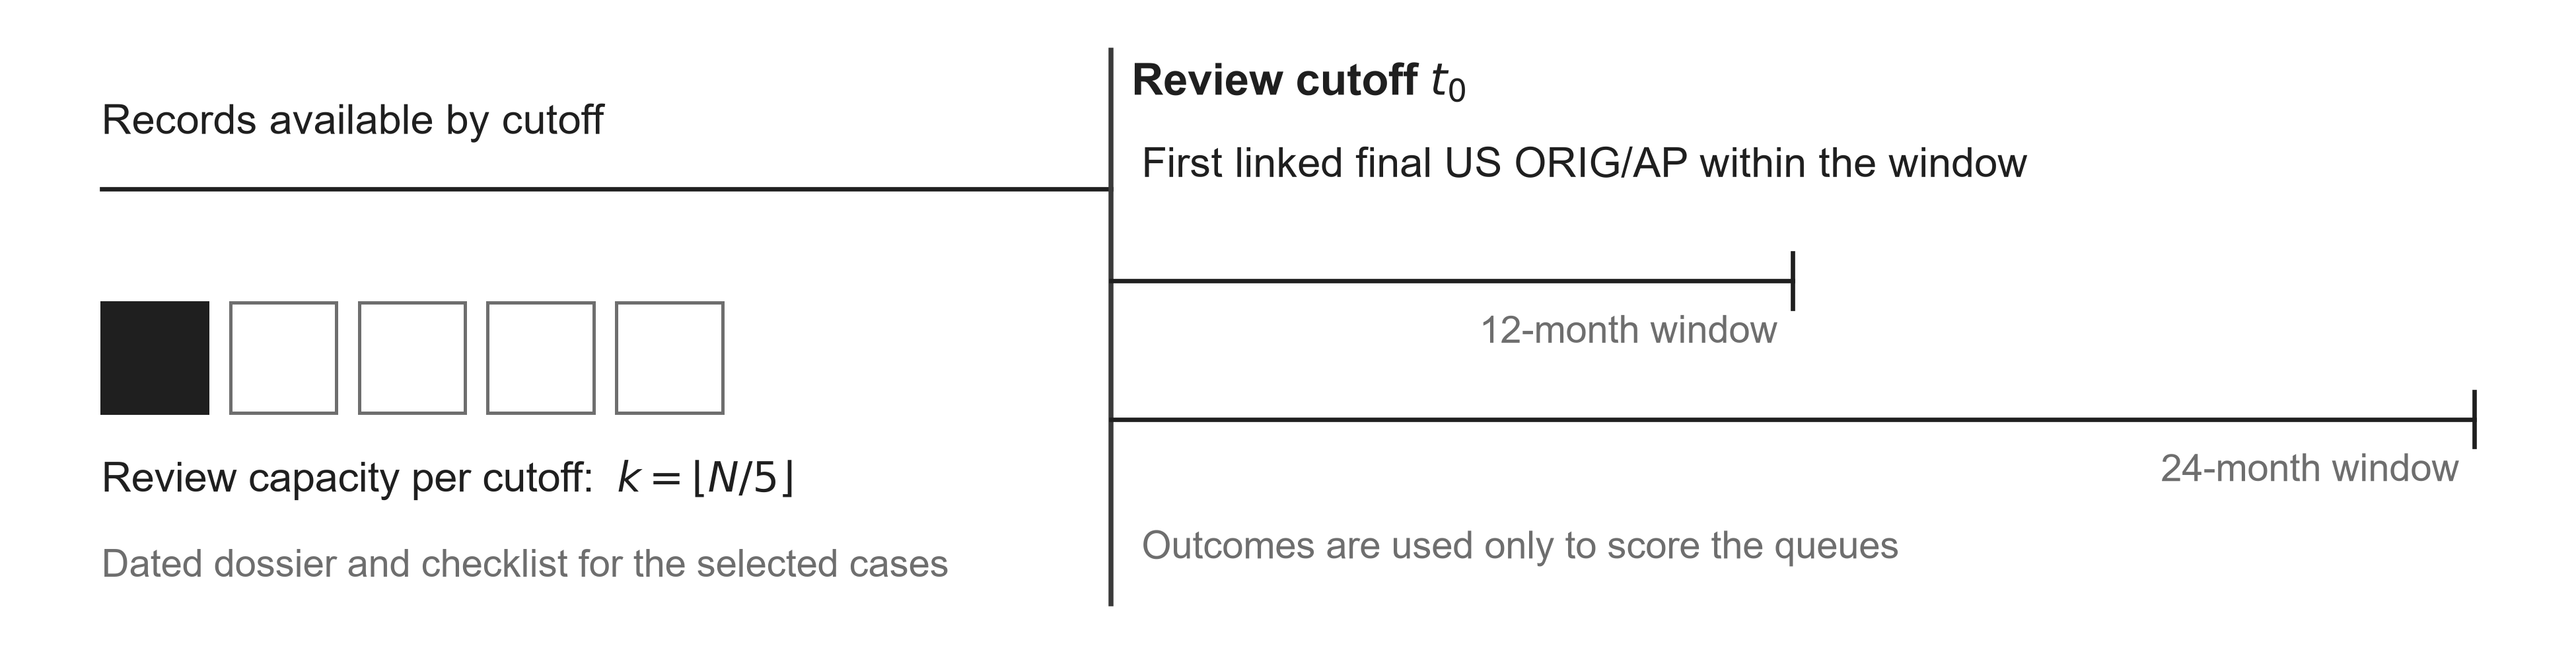 Records available by cutoff
Review cutoff t₀
First linked final US ORIG/AP within the window
12-month window
24-month window
Review capacity per cutoff: k = ⌊N/5⌋
Dated dossier and checklist for the selected cases
Outcomes are used only to score the queues